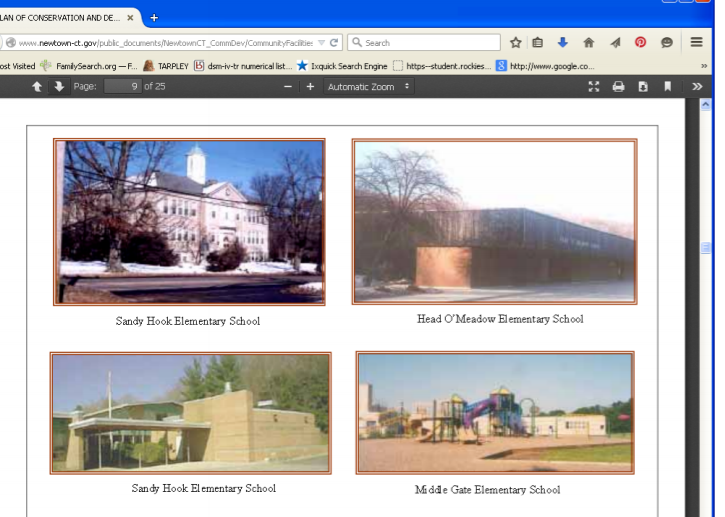 LAN OF CONSERVATION AND DE... × +
www.newtown-ct.gov/public_documents/NewtownCT_CommDev/CommunityFacilities Search
ost Visited FamilySearch.org — F... TARPLEY dsm-iv-tr numerical list... Ixquick Search Engine https--student.rockies... http://www.google.co... »
Page: 9 of 25 − + Automatic Zoom »
Sandy Hook Elementary School
Head O'Meadow Elementary School
Sandy Hook Elementary School
Middle Gate Elementary School